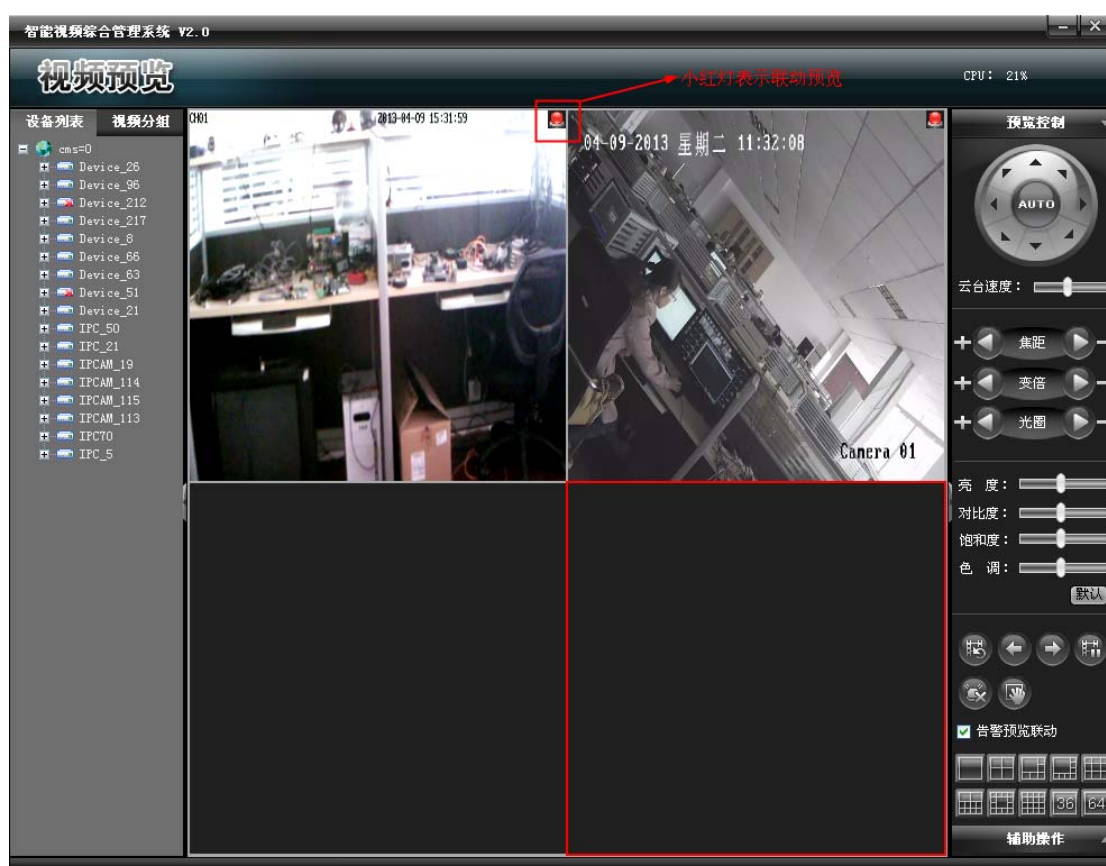 智能视频综合管理系统 V2.0
视频预览
小红灯表示联动预览
CPU: 21%
设备列表 视频分组
CH01
2013-04-09 15:31:59
04-09-2013 星期二 11:32:08
Camera 01
cms=0
Device_26
Device_96
Device_212
Device_217
Device_8
Device_66
Device_63
Device_51
Device_21
IPC_50
IPC_21
IPCAM_19
IPCAM_114
IPCAM_115
IPCAM_113
IPC70
IPC_5
预览控制
AUTO
云台速度:
焦距
变倍
光圈
亮 度:
对比度:
饱和度:
色 调:
默认
告警预览联动
36 64
辅助操作